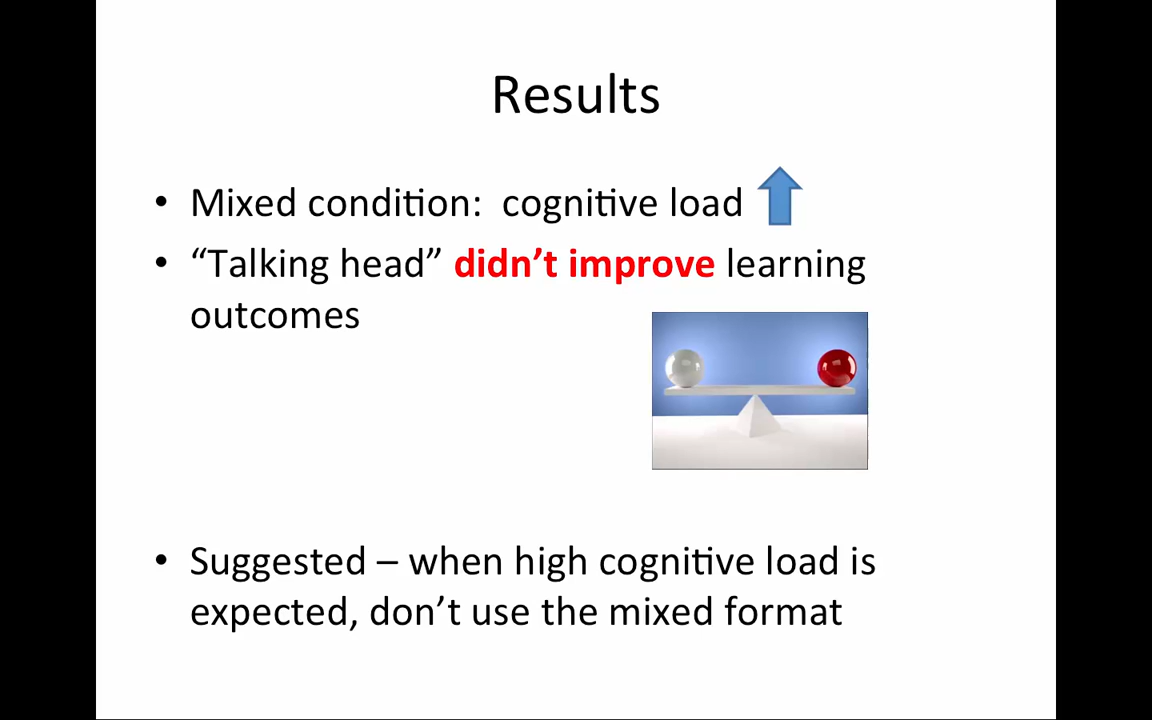 Results
• Mixed condition:  cognitive load
• “Talking head” didn’t improve learning
outcomes
• Suggested – when high cognitive load is
expected, don’t use the mixed format